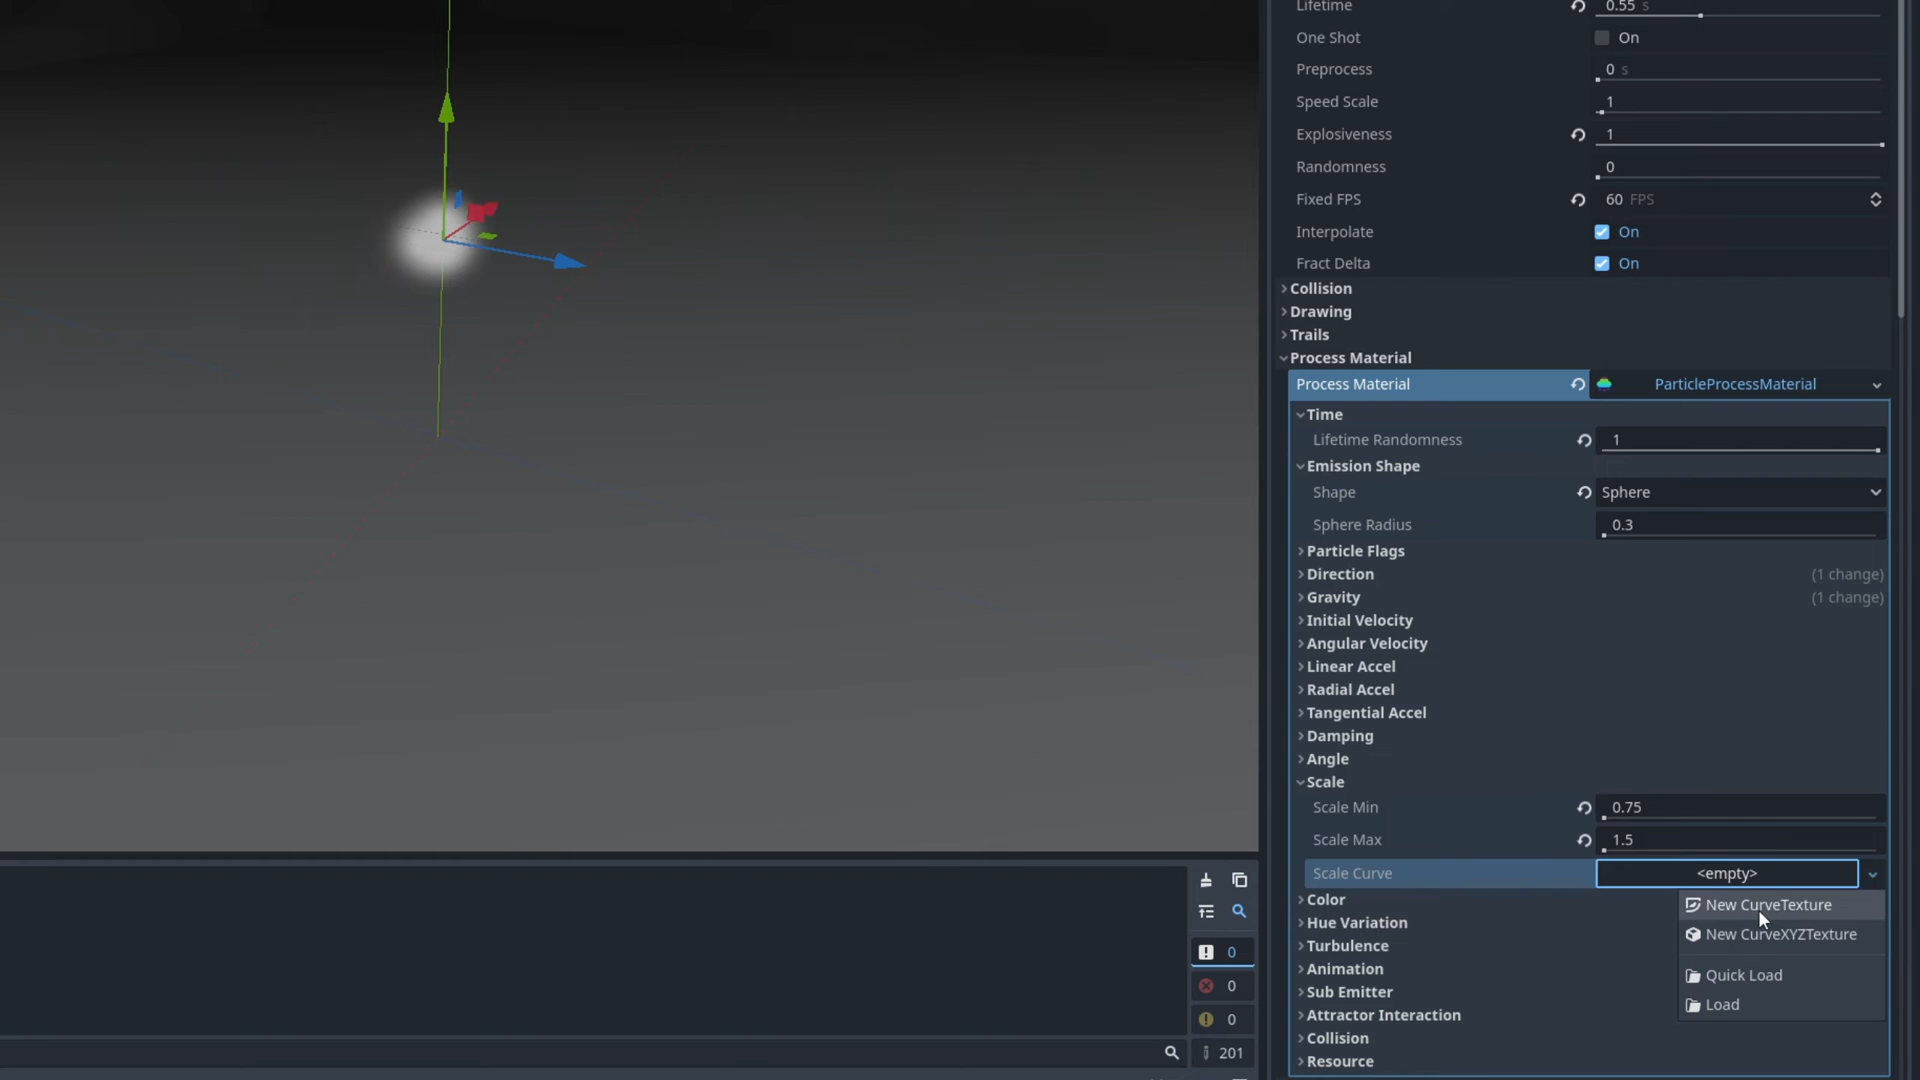 Lifetime 0.55 s
One Shot On
Preprocess 0 s
Speed Scale 1
Explosiveness 1
Randomness 0
Fixed FPS 60 FPS
Interpolate On
Fract Delta On
Collision
Drawing
Trails
Process Material
Process Material ParticleProcessMaterial
Time
Lifetime Randomness 1
Emission Shape
Shape Sphere
Sphere Radius 0.3
Particle Flags
Direction (1 change)
Gravity (1 change)
Initial Velocity
Angular Velocity
Linear Accel
Radial Accel
Tangential Accel
Damping
Angle
Scale
Scale Min 0.75
Scale Max 1.5
Scale Curve <empty>
Color
New CurveTexture
Hue Variation
New CurveXYZTexture
Turbulence
Animation
Quick Load
Sub Emitter
Load
Attractor Interaction
Collision
Resource
0
0
0
201